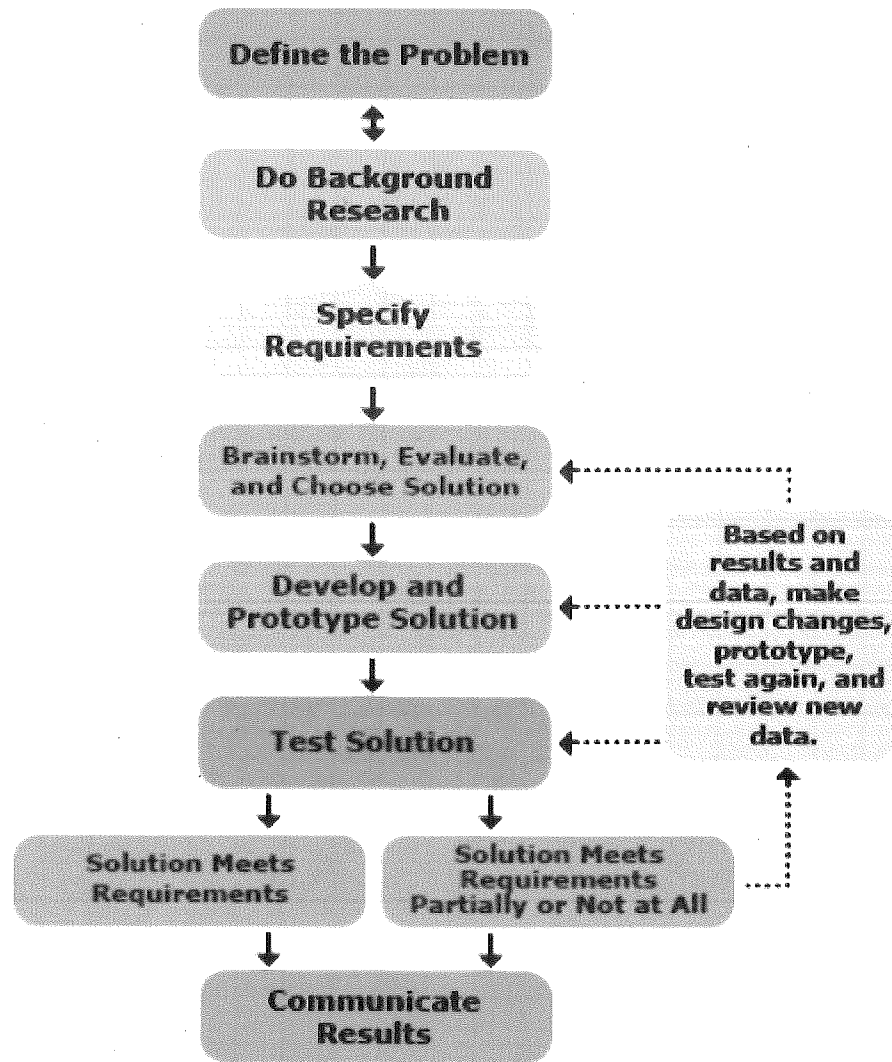 Define the Problem
Do Background
Research
Specify
Requirements
Brainstorm, Evaluate,
and Choose Solution
Develop and
Prototype Solution
Test Solution
Based on
results and
data, make
design changes,
prototype,
test again, and
review new
data.
Solution Meets
Requirements
Solution Meets
Requirements
Partially or Not at All
Communicate
Results